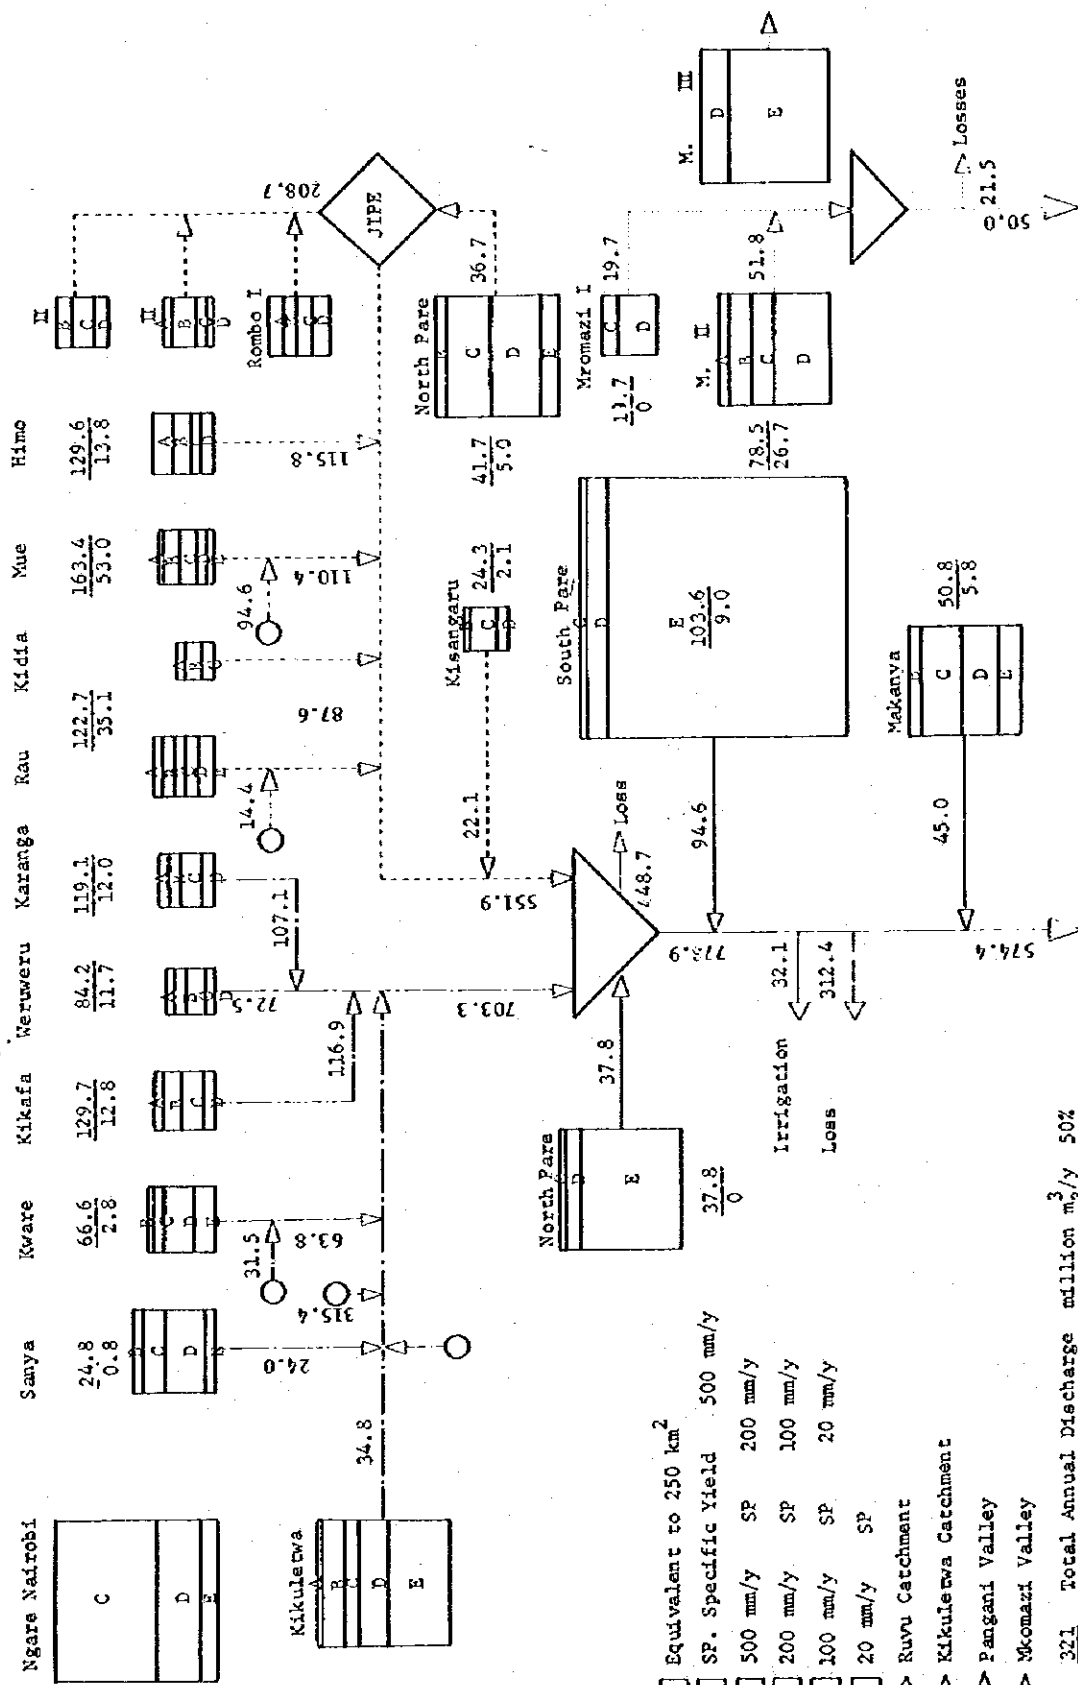 Ngare Nairobi
Sanya
Kware
Kikafa
Weruweru
Karanga
Rau
Kidia
Mue
Himo
24.8
0.8
66.6
2.8
129.7
12.8
84.2
11.7
119.1
12.0
122.7
35.1
163.4
53.0
129.6
13.8
II
B
C
D
II
A
B
C
D
Rombo I
A
C
D
208.7
JIPE
C
D
E
B
C
D
E
24.0
315.4
31.5
63.8
116.9
72.5
107.1
14.4
87.6
94.6
110.4
115.8
Kikuletwa
A
B
C
D
E
34.8
703.3
551.9
22.1
Kisangaru
24.3
2.1
B
C
D
North Pare
41.7
5.0
C
D
E
36.7
Mromazi I
19.7
0
C
D
19.7
M. II
78.5
26.7
A
B
C
D
51.8
M. III
D
E
Losses
21.5
50.0
North Pare
D
E
37.8
0
37.8
Loss
448.7
South Pare
C
D
E
103.6
9.0
94.6
Irrigation
32.1
Loss
312.4
Makanya
50.8
5.8
B
C
D
E
45.0
574.4
Equivalent to 250 km2
SP. Specific Yield 500 mm/y
500 mm/y SP 200 mm/y
200 mm/y SP 100 mm/y
100 mm/y SP 20 mm/y
20 mm/y SP
> Ruvu Catchment
> Kikuletwa Catchment
> Pangani Valley
> Mkomazi Valley
321 Total Annual Discharge million m3/y 50%